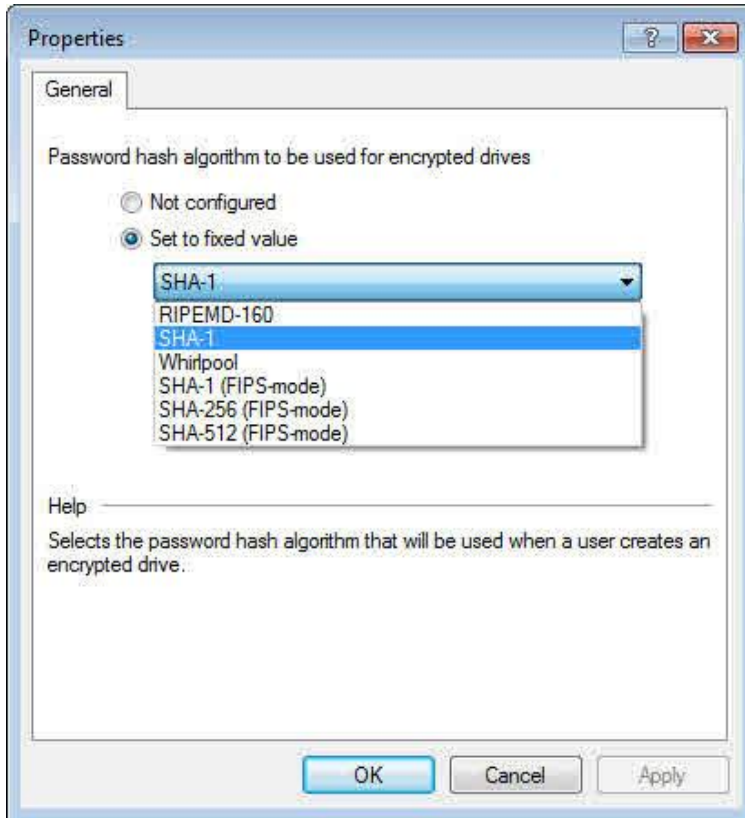 Properties
General
Password hash algorithm to be used for encrypted drives
Not configured
Set to fixed value
SHA-1
RIPEMD-160
SHA-1
Whirlpool
SHA-1 (FIPS-mode)
SHA-256 (FIPS-mode)
SHA-512 (FIPS-mode)
Help
Selects the password hash algorithm that will be used when a user creates an
encrypted drive.
OK Cancel Apply